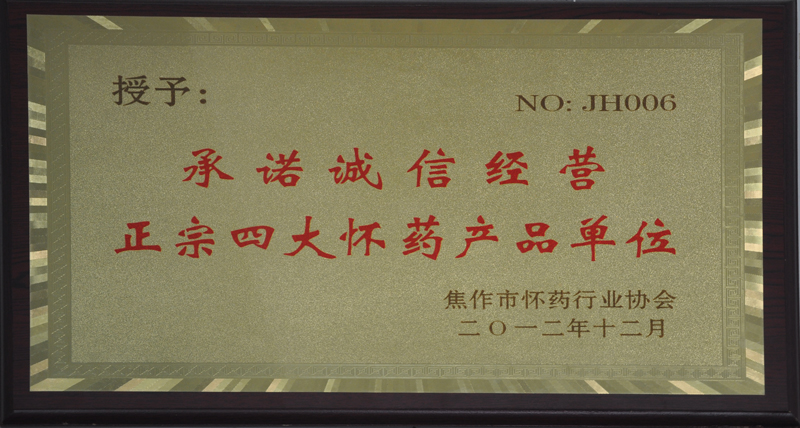 授予：
NO: JH006
承诺诚信经营
正宗四大怀药产品单位
焦作市怀药行业协会
二〇一二年十二月